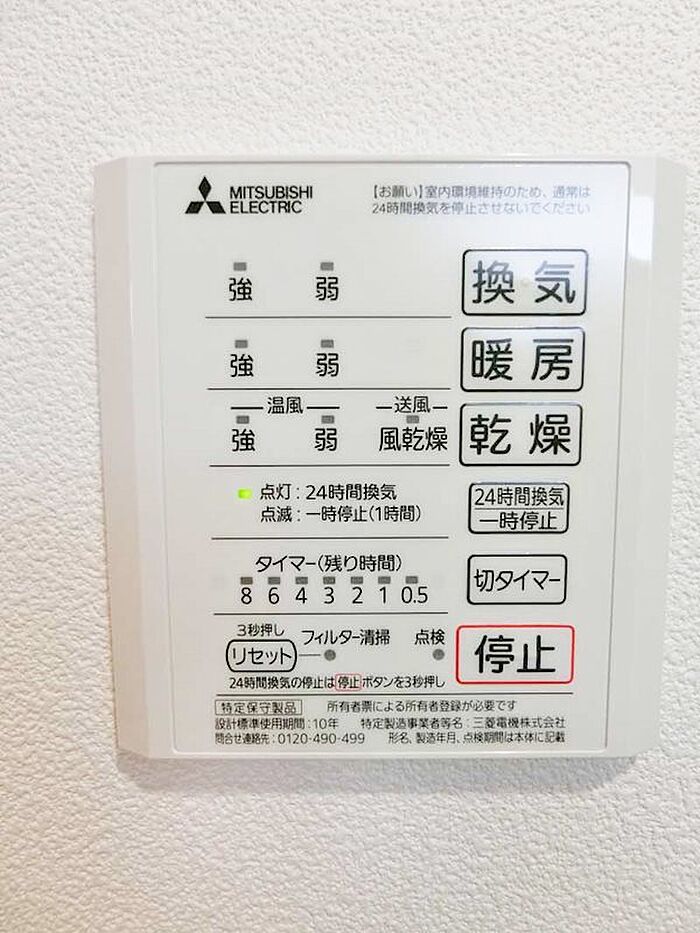 MITSUBISHI
ELECTRIC
【お願い】室内環境維持のため、通常は
24時間換気を停止させないでください
強 弱 換気
強 弱 暖房
温風 送風
強 弱 風乾燥 乾燥
点灯:24時間換気
点滅:一時停止(1時間)
24時間換気
一時停止
タイマー(残り時間)
8 6 4 3 2 1 0.5
切タイマー
3秒押し
リセット フィルター清掃 点検
停止
24時間換気の停止は停止ボタンを3秒押し
特定保守製品 所有者票による所有者登録が必要です
設計標準使用期間:10年 特定製造事業者等名:三菱電機株式会社
問合せ連絡先:0120-490-499 形名、製造年月、点検期間は本体に記載